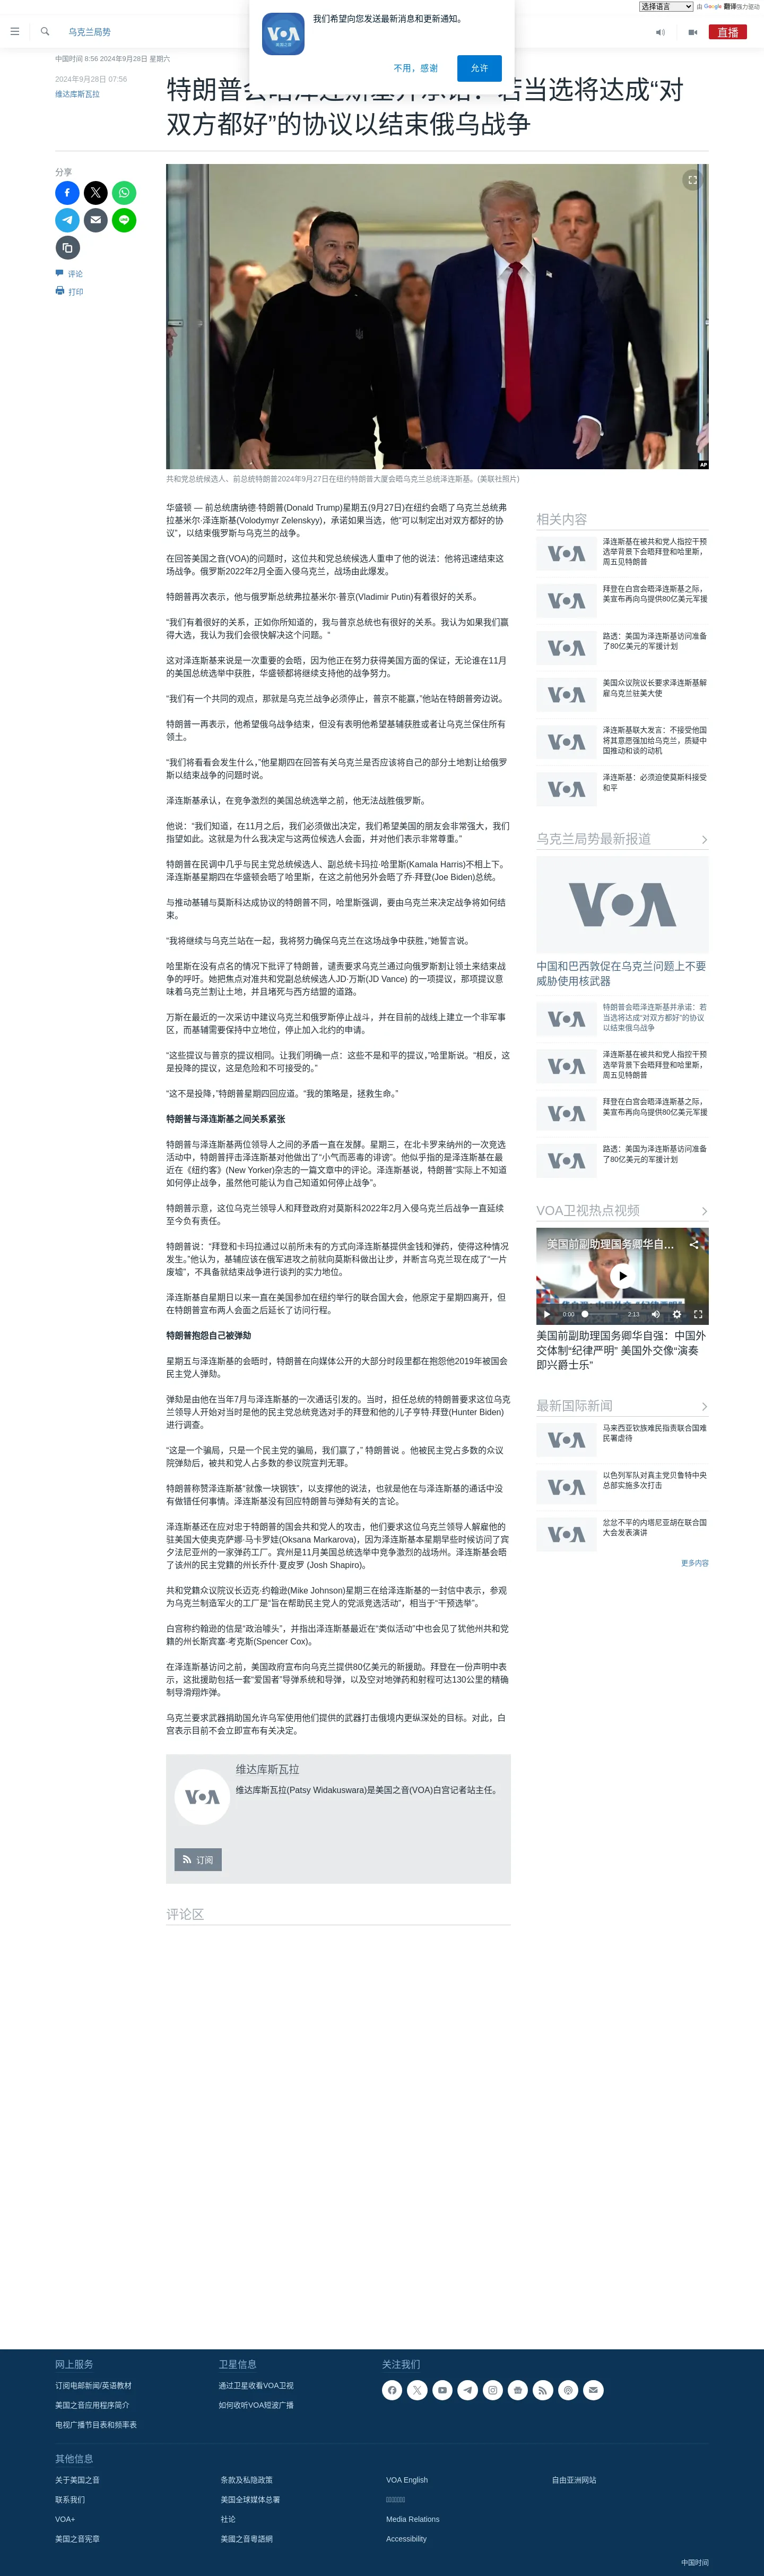 选择语言
由 Google 翻译强力驱动
我们希望向您发送最新消息和更新通知。
VOA
不用，感谢
允许
乌克兰局势
直播
中国时间 8:56 2024年9月28日 星期六
2024年9月28日 07:56
维达库斯瓦拉
特朗普会晤泽连斯基并承诺：若当选将达成“对
双方都好”的协议以结束俄乌战争
分享
评论
打印
AP
共和党总统候选人、前总统特朗普2024年9月27日在纽约特朗普大厦会晤乌克兰总统泽连斯基。(美联社照片)
华盛顿 — 前总统唐纳德·特朗普(Donald Trump)星期五(9月27日)在纽约会晤了乌克兰总统弗
拉基米尔·泽连斯基(Volodymyr Zelenskyy)，承诺如果当选，他“可以制定出对双方都好的协
议”，以结束俄罗斯与乌克兰的战争。
在回答美国之音(VOA)的问题时，这位共和党总统候选人重申了他的说法：他将迅速结束这
场战争。俄罗斯2022年2月全面入侵乌克兰，战场由此爆发。
特朗普再次表示，他与俄罗斯总统弗拉基米尔·普京(Vladimir Putin)有着很好的关系。
“我们有着很好的关系，正如你所知道的，我与普京总统也有很好的关系。我认为如果我们赢
得大选，我认为我们会很快解决这个问题。“
这对泽连斯基来说是一次重要的会晤，因为他正在努力获得美国方面的保证，无论谁在11月
的美国总统选举中获胜，华盛顿都将继续支持他的战争努力。
“我们有一个共同的观点，那就是乌克兰战争必须停止，普京不能赢，”他站在特朗普旁边说。
特朗普一再表示，他希望俄乌战争结束，但没有表明他希望基辅获胜或者让乌克兰保住所有
领土。
“我们将看看会发生什么，”他星期四在回答有关乌克兰是否应该将自己的部分土地割让给俄罗
斯以结束战争的问题时说。
泽连斯基承认，在竞争激烈的美国总统选举之前，他无法战胜俄罗斯。
他说：“我们知道，在11月之后，我们必须做出决定，我们希望美国的朋友会非常强大，我们
指望如此。这就是为什么我决定与这两位候选人会面，并对他们表示非常尊重。”
特朗普在民调中几乎与民主党总统候选人、副总统卡玛拉·哈里斯(Kamala Harris)不相上下。
泽连斯基星期四在华盛顿会晤了哈里斯，在这之前他另外会晤了乔·拜登(Joe Biden)总统。
与推动基辅与莫斯科达成协议的特朗普不同，哈里斯强调，要由乌克兰来决定战争将如何结
束。
“我将继续与乌克兰站在一起，我将努力确保乌克兰在这场战争中获胜，”她誓言说。
哈里斯在没有点名的情况下批评了特朗普，谴责要求乌克兰通过向俄罗斯割让领土来结束战
争的呼吁。她把焦点对准共和党副总统候选人JD·万斯(JD Vance) 的一项提议，那项提议意
味着乌克兰割让土地，并且堵死与西方结盟的道路。
万斯在最近的一次采访中建议乌克兰和俄罗斯停止战斗，并在目前的战线上建立一个非军事
区，而基辅需要保持中立地位，停止加入北约的申请。
“这些提议与普京的提议相同。让我们明确一点：这些不是和平的提议，”哈里斯说。“相反，这
是投降的提议，这是危险和不可接受的。”
“这不是投降，”特朗普星期四回应道。“我的策略是，拯救生命。”
特朗普与泽连斯基之间关系紧张
特朗普与泽连斯基两位领导人之间的矛盾一直在发酵。星期三，在北卡罗来纳州的一次竞选
活动中，特朗普抨击泽连斯基对他做出了“小气而恶毒的诽谤”。他似乎指的是泽连斯基在最
近在《纽约客》(New Yorker)杂志的一篇文章中的评论。泽连斯基说，特朗普“实际上不知道
如何停止战争，虽然他可能认为自己知道如何停止战争”。
特朗普示意，这位乌克兰领导人和拜登政府对莫斯科2022年2月入侵乌克兰后战争一直延续
至今负有责任。
特朗普说：“拜登和卡玛拉通过以前所未有的方式向泽连斯基提供金钱和弹药，使得这种情况
发生。”他认为，基辅应该在俄军进攻之前就向莫斯科做出让步，并断言乌克兰现在成了“一片
废墟”，不具备就结束战争进行谈判的实力地位。
泽连斯基自星期日以来一直在美国参加在纽约举行的联合国大会，他原定于星期四离开，但
在特朗普宣布两人会面之后延长了访问行程。
特朗普抱怨自己被弹劾
星期五与泽连斯基的会晤时，特朗普在向媒体公开的大部分时段里都在抱怨他2019年被国会
民主党人弹劾。
弹劾是由他在当年7月与泽连斯基的一次通话引发的。当时，担任总统的特朗普要求这位乌克
兰领导人开始对当时是他的民主党总统竞选对手的拜登和他的儿子亨特·拜登(Hunter Biden)
进行调查。
“这是一个骗局，只是一个民主党的骗局，我们赢了，” 特朗普说 。他被民主党占多数的众议
院弹劾后，被共和党人占多数的参议院宣判无罪。
特朗普称赞泽连斯基“就像一块钢铁”，以支撑他的说法，也就是他在与泽连斯基的通话中没
有做错任何事情。泽连斯基没有回应特朗普与弹劾有关的言论。
泽连斯基还在应对忠于特朗普的国会共和党人的攻击，他们要求这位乌克兰领导人解雇他的
驻美国大使奥克萨娜·马卡罗娃(Oksana Markarova)，因为泽连斯基本星期早些时候访问了宾
夕法尼亚州的一家弹药工厂。宾州是11月美国总统选举中竞争激烈的战场州。泽连斯基会晤
了该州的民主党籍的州长乔什·夏皮罗 (Josh Shapiro)。
共和党籍众议院议长迈克·约翰逊(Mike Johnson)星期三在给泽连斯基的一封信中表示，参观
为乌克兰制造军火的工厂是“旨在帮助民主党人的党派竞选活动”，相当于“干预选举”。
白宫称约翰逊的信是“政治噱头”，并指出泽连斯基最近在“类似活动”中也会见了犹他州共和党
籍的州长斯宾塞·考克斯(Spencer Cox)。
在泽连斯基访问之前，美国政府宣布向乌克兰提供80亿美元的新援助。拜登在一份声明中表
示，这批援助包括一套“爱国者”导弹系统和导弹，以及空对地弹药和射程可达130公里的精确
制导滑翔炸弹。
乌克兰要求武器捐助国允许乌军使用他们提供的武器打击俄境内更纵深处的目标。对此，白
宫表示目前不会立即宣布有关决定。
VOA
维达库斯瓦拉
维达库斯瓦拉(Patsy Widakuswara)是美国之音(VOA)白宫记者站主任。
订阅
评论区
相关内容
VOA
泽连斯基在被共和党人指控干预
选举背景下会晤拜登和哈里斯，
周五见特朗普
VOA
拜登在白宫会晤泽连斯基之际，
美宣布再向乌提供80亿美元军援
VOA
路透：美国为泽连斯基访问准备
了80亿美元的军援计划
VOA
美国众议院议长要求泽连斯基解
雇乌克兰驻美大使
VOA
泽连斯基联大发言：不接受他国
将其意愿强加给乌克兰，质疑中
国推动和谈的动机
VOA
泽连斯基：必须迫使莫斯科接受
和平
乌克兰局势最新报道
VOA
中国和巴西敦促在乌克兰问题上不要
威胁使用核武器
VOA
特朗普会晤泽连斯基并承诺：若
当选将达成“对双方都好”的协议
以结束俄乌战争
VOA
泽连斯基在被共和党人指控干预
选举背景下会晤拜登和哈里斯，
周五见特朗普
VOA
拜登在白宫会晤泽连斯基之际，
美宣布再向乌提供80亿美元军援
VOA
路透：美国为泽连斯基访问准备
了80亿美元的军援计划
VOA卫视热点视频
美国前副助理国务卿华自...
0:00
2:13
美国前副助理国务卿华自强：中国外
交体制“纪律严明” 美国外交像“演奏
即兴爵士乐”
最新国际新闻
VOA
马来西亚钦族难民指责联合国难
民署虐待
VOA
以色列军队对真主党贝鲁特中央
总部实施多次打击
VOA
忿忿不平的内塔尼亚胡在联合国
大会发表演讲
更多内容
网上服务
订阅电邮新闻/英语教材
美国之音应用程序简介
电视广播节目表和频率表
卫星信息
通过卫星收看VOA卫视
如何收听VOA短波广播
关注我们
其他信息
关于美国之音
联系我们
VOA+
美国之音宪章
条款及私隐政策
美国全球媒体总署
社论
美國之音粵語網
VOA English
Media Relations
Accessibility
自由亚洲网站
中国时间